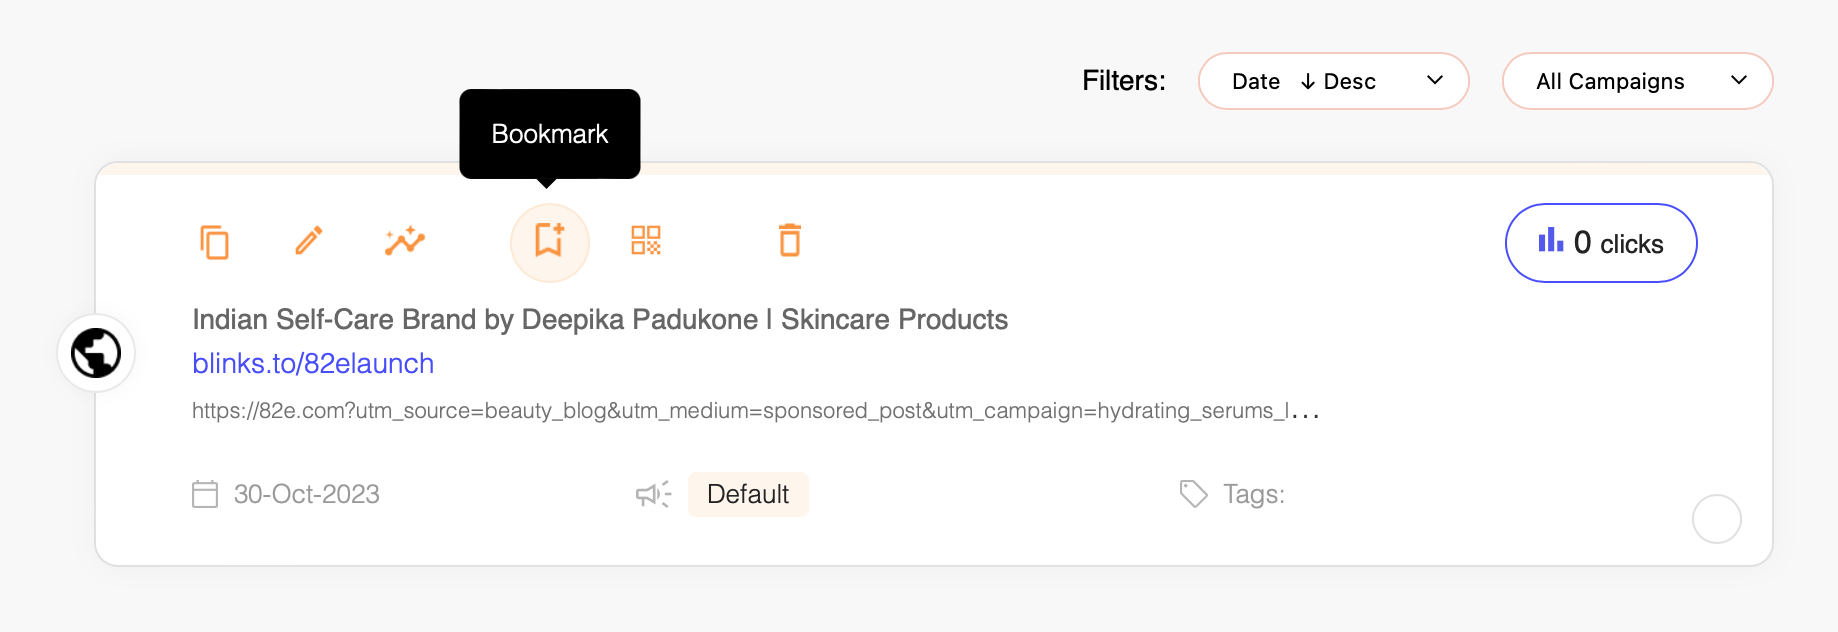 Filters: Date ↓ Desc All Campaigns
Bookmark
0 clicks
Indian Self-Care Brand by Deepika Padukone | Skincare Products
blinks.to/82elaunch
https://82e.com?utm_source=beauty_blog&utm_medium=sponsored_post&utm_campaign=hydrating_serums_l...
30-Oct-2023 Default Tags: